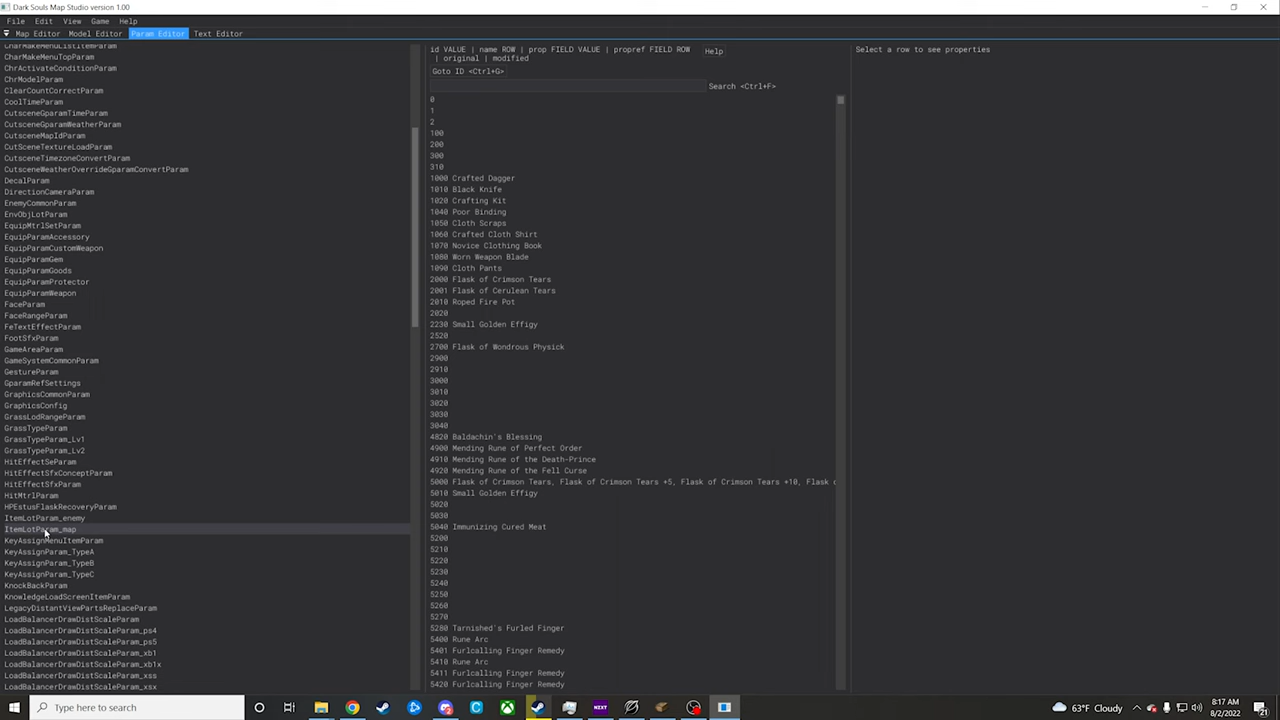 Dark Souls Map Studio version 1.00
File Edit View Game Help
Map Editor Model Editor Param Editor Text Editor
CharMakeMenuListItemParam
CharMakeMenuTopParam
ChrActivateConditionParam
ChrModelParam
ClearCountCorrectParam
CoolTimeParam
CutsceneGparamTimeParam
CutsceneGparamWeatherParam
CutsceneMapIdParam
CutSceneTextureLoadParam
CutsceneTimezoneConvertParam
CutsceneWeatherOverrideGparamConvertParam
DecalParam
DirectionCameraParam
EnemyCommonParam
EnvObjLotParam
EquipMtrlSetParam
EquipParamAccessory
EquipParamCustomWeapon
EquipParamGem
EquipParamGoods
EquipParamProtector
EquipParamWeapon
FaceParam
FaceRangeParam
FeTextEffectParam
FootSfxParam
GameAreaParam
GameSystemCommonParam
GestureParam
GparamRefSettings
GraphicsCommonParam
GraphicsConfig
GrassLodRangeParam
GrassTypeParam
GrassTypeParam_Lv1
GrassTypeParam_Lv2
HitEffectSeParam
HitEffectSfxConceptParam
HitEffectSfxParam
HitMtrlParam
HPEstusFlaskRecoveryParam
ItemLotParam_enemy
ItemLotParam_map
KeyAssignMenuItemParam
KeyAssignParam_TypeA
KeyAssignParam_TypeB
KeyAssignParam_TypeC
KnockBackParam
KnowledgeLoadScreenItemParam
LegacyDistantViewPartsReplaceParam
LoadBalancerDrawDistScaleParam
LoadBalancerDrawDistScaleParam_ps4
LoadBalancerDrawDistScaleParam_ps5
LoadBalancerDrawDistScaleParam_xb1
LoadBalancerDrawDistScaleParam_xb1x
LoadBalancerDrawDistScaleParam_xss
LoadBalancerDrawDistScaleParam_xsx
id VALUE | name ROW | prop FIELD VALUE | propref FIELD ROW
| original | modified
Help
Goto ID <Ctrl+G>
Search <Ctrl+F>
0
1
2
100
200
300
310
1000 Crafted Dagger
1010 Black Knife
1020 Crafting Kit
1040 Poor Binding
1050 Cloth Scraps
1060 Crafted Cloth Shirt
1070 Novice Clothing Book
1080 Worn Weapon Blade
1090 Cloth Pants
2000 Flask of Crimson Tears
2001 Flask of Cerulean Tears
2010 Roped Fire Pot
2020
2230 Small Golden Effigy
2520
2700 Flask of Wondrous Physick
2900
2910
3000
3010
3020
3030
3040
4820 Baldachin's Blessing
4900 Mending Rune of Perfect Order
4910 Mending Rune of the Death-Prince
4920 Mending Rune of the Fell Curse
5000 Flask of Crimson Tears, Flask of Crimson Tears +5, Flask of Crimson Tears +10, Flask
5010 Small Golden Effigy
5020
5030
5040 Immunizing Cured Meat
5200
5210
5220
5230
5240
5250
5260
5270
5280 Tarnished's Furled Finger
5400 Rune Arc
5401 Furlcalling Finger Remedy
5410 Rune Arc
5411 Furlcalling Finger Remedy
5420 Furlcalling Finger Remedy
Select a row to see properties
Type here to search
NZXT
63°F Cloudy
8:17 AM
8/2/2022
21